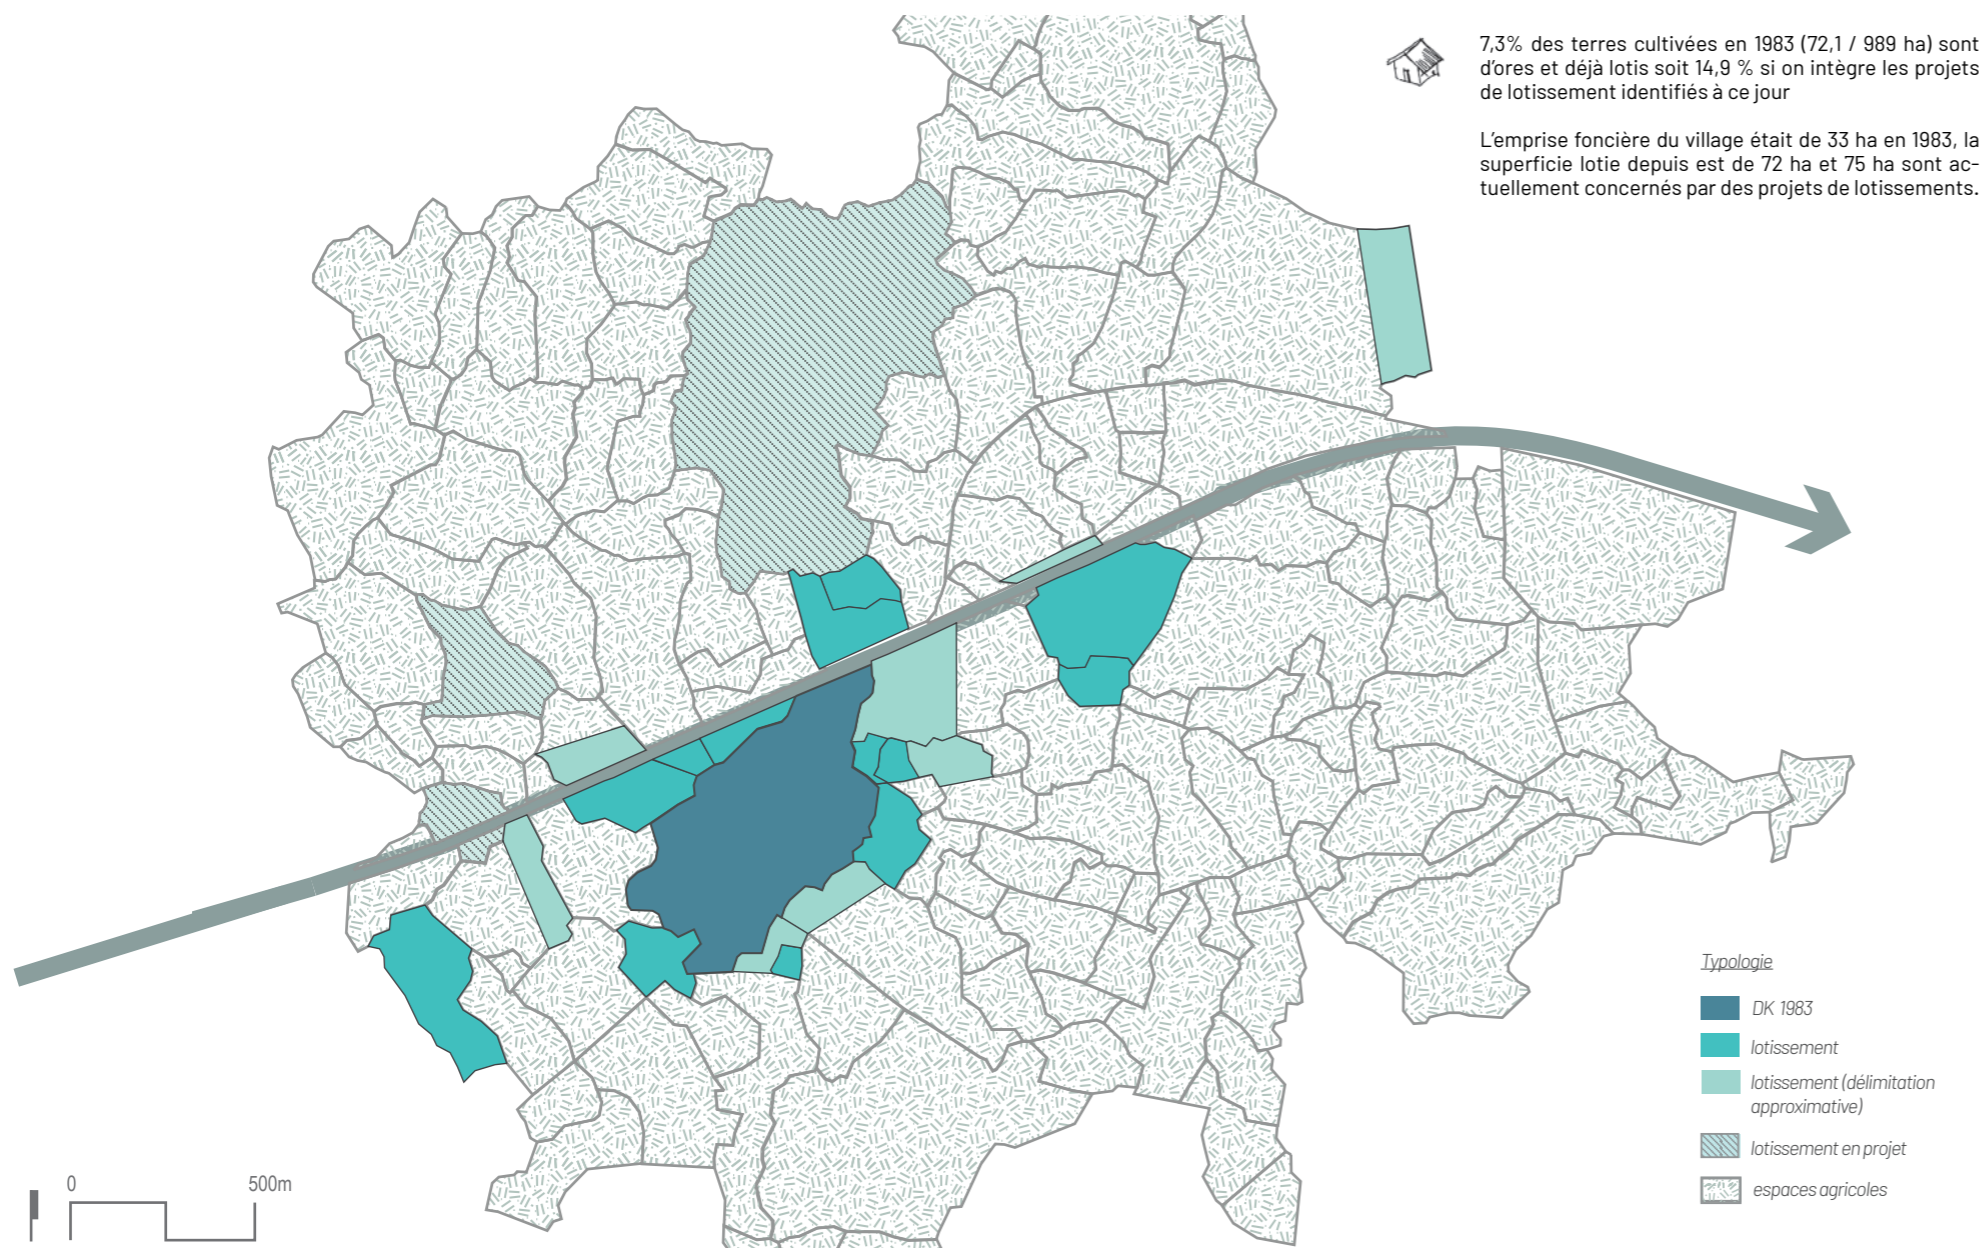 7,3% des terres cultivées en 1983 (72,1 / 989 ha) sont
d'ores et déjà lotis soit 14,9 % si on intègre les projets
de lotissement identifiés à ce jour
L'emprise foncière du village était de 33 ha en 1983, la
superficie lotie depuis est de 72 ha et 75 ha sont ac-
tuellement concernés par des projets de lotissements.
Typologie
DK 1983
lotissement
lotissement (délimitation
approximative)
lotissement en projet
espaces agricoles
0 500m